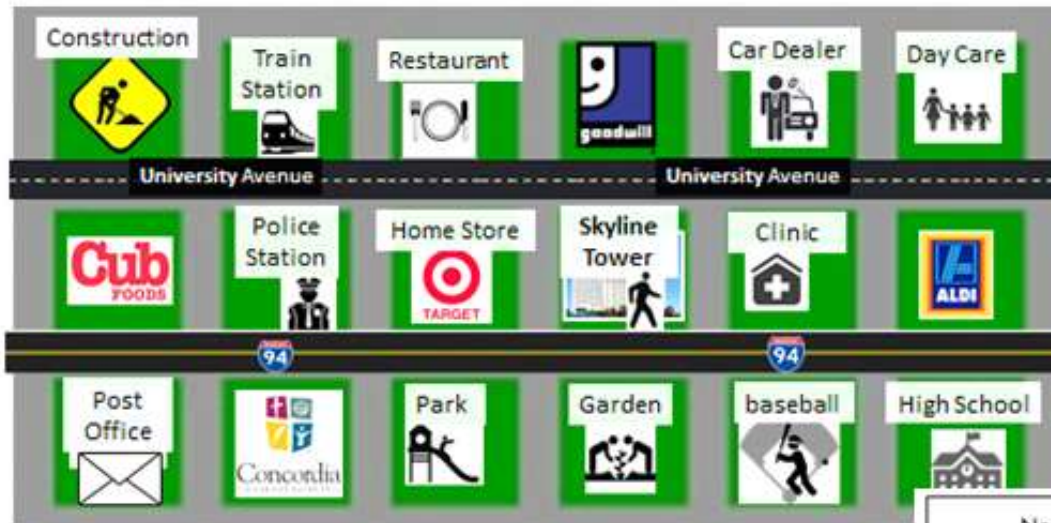 Construction
Train
Station
Restaurant
goodwill
Car Dealer
Day Care
University Avenue
University Avenue
Cub
FOODS
Police
Station
Home Store
TARGET
Skyline
Tower
Clinic
ALDI
94
94
Post
Office
Concordia
Park
Garden
baseball
High School